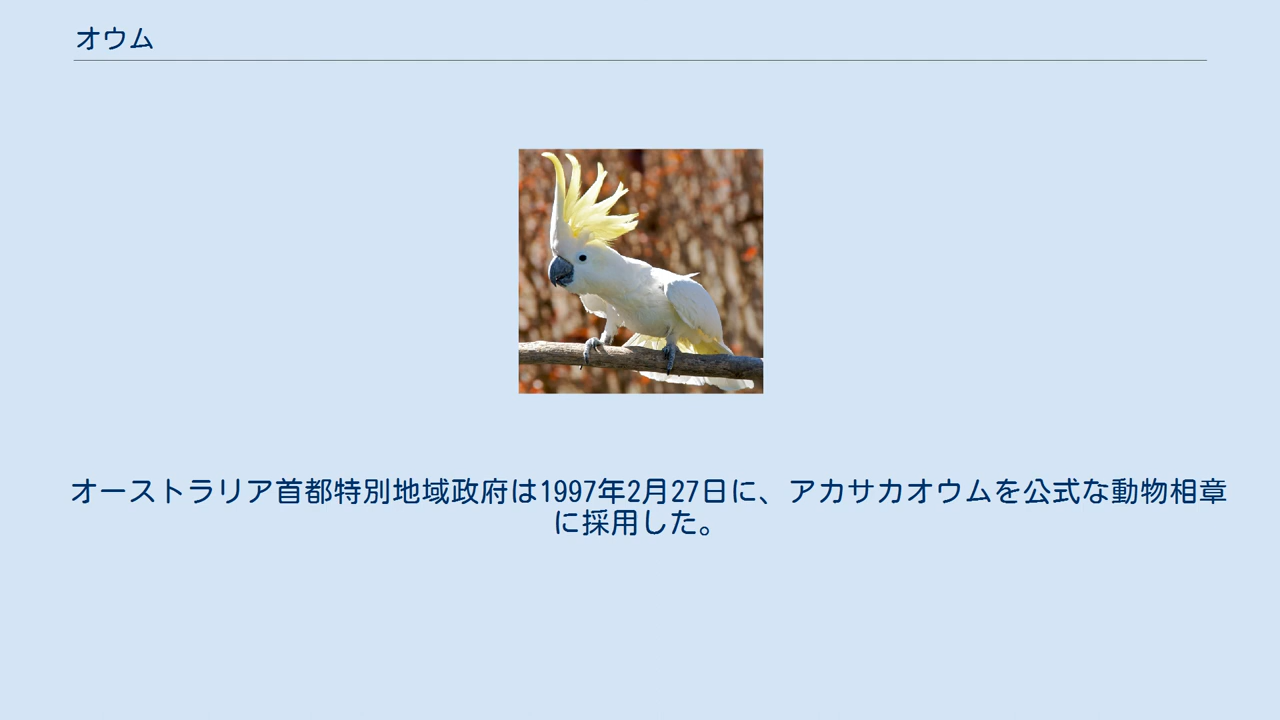 オウム
オーストラリア首都特別地域政府は1997年2月27日に、アカサカオウムを公式な動物相章
に採用した。